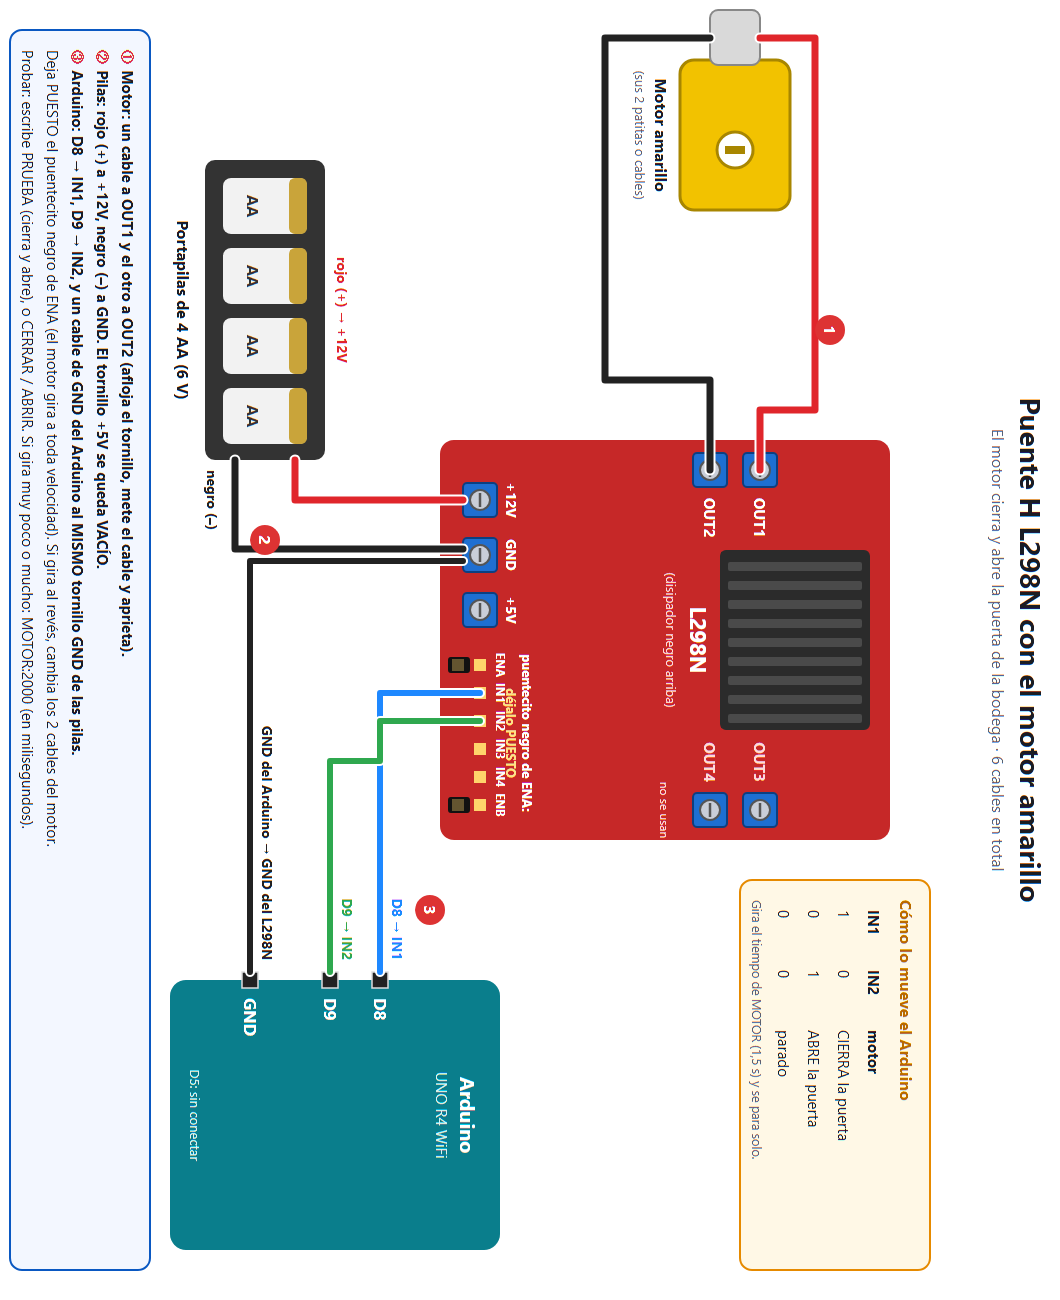 Puente H L298N con el motor amarillo
El motor cierra y abre la puerta de la bodega · 6 cables en total
1
Motor amarillo
(sus 2 patitas o cables)
OUT1
OUT2
L298N
(disipador negro arriba)
OUT3
OUT4
no se usan
+12V
GND
+5V
puentecito negro de ENA:
déjalo PUESTO
ENA
IN1
IN2
IN3
IN4
ENB
rojo (+) → +12V
AA
AA
AA
AA
Portapilas de 4 AA (6 V)
negro (−)
2
3
D8 → IN1
D9 → IN2
GND del Arduino → GND del L298N
D8
D9
GND
Arduino
UNO R4 WiFi
D5: sin conectar
Cómo lo mueve el Arduino
IN1 IN2 motor
1 0 CIERRA la puerta
0 1 ABRE la puerta
0 0 parado
Gira el tiempo de MOTOR (1,5 s) y se para solo.
① Motor: un cable a OUT1 y el otro a OUT2 (afloja el tornillo, mete el cable y aprieta).
② Pilas: rojo (+) a +12V, negro (−) a GND. El tornillo +5V se queda VACÍO.
③ Arduino: D8 → IN1, D9 → IN2, y un cable de GND del Arduino al MISMO tornillo GND de las pilas.
Deja PUESTO el puentecito negro de ENA (el motor gira a toda velocidad). Si gira al revés, cambia los 2 cables del motor.
Probar: escribe PRUEBA (cierra y abre), o CERRAR / ABRIR. Si gira muy poco o mucho: MOTOR:2000 (en milisegundos).